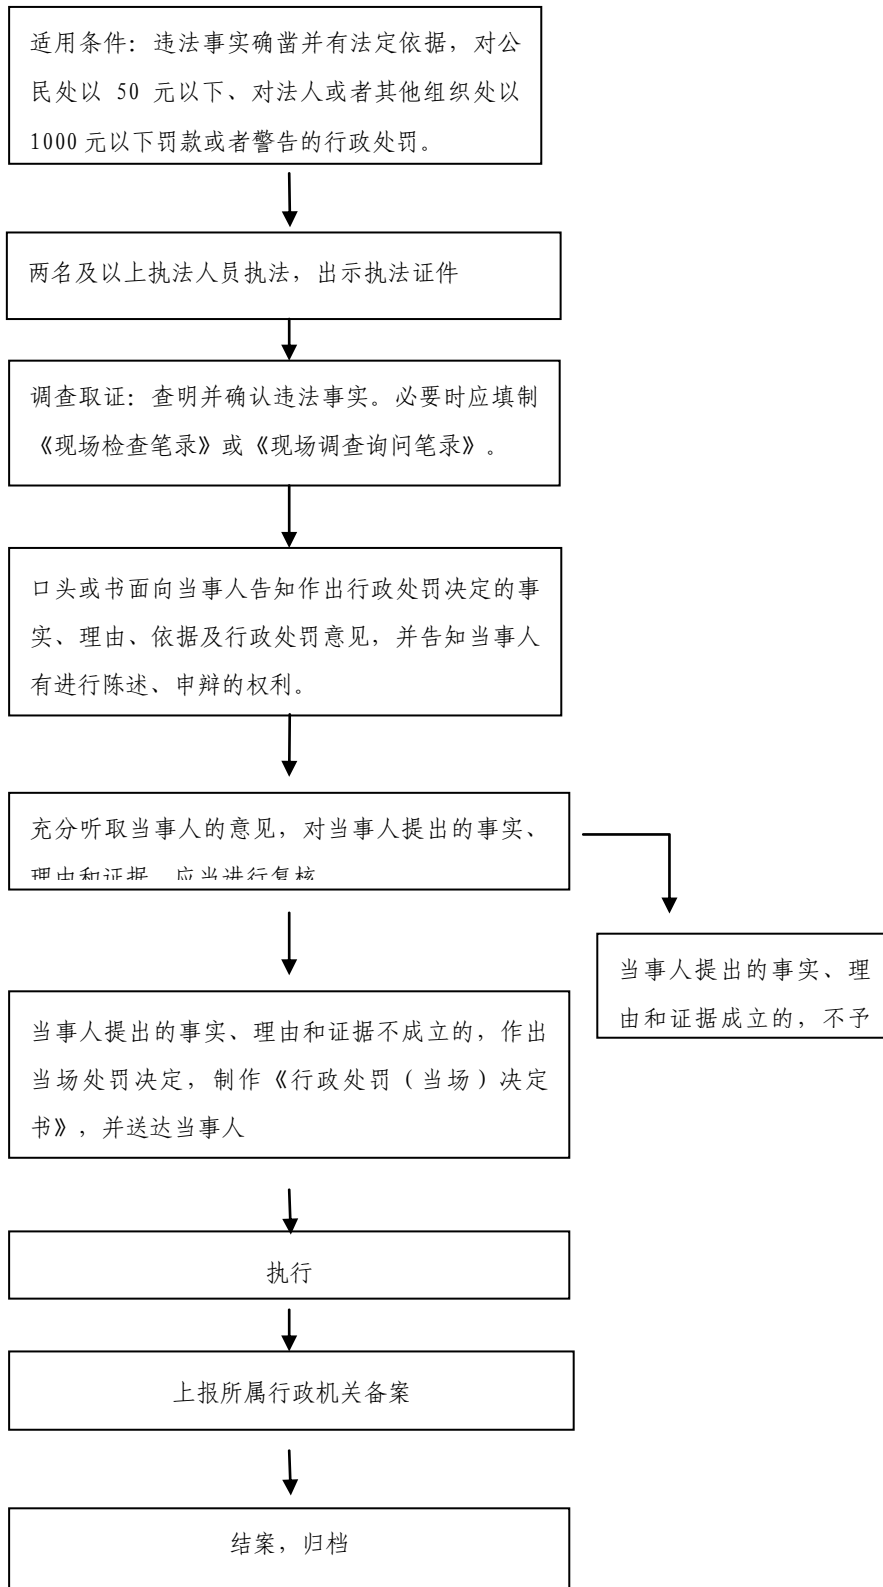 适用条件：违法事实确凿并有法定依据，对公
民处以 50 元以下、对法人或者其他组织处以
1000 元以下罚款或者警告的行政处罚。
两名及以上执法人员执法，出示执法证件
调查取证：查明并确认违法事实。必要时应填制
《现场检查笔录》或《现场调查询问笔录》。
口头或书面向当事人告知作出行政处罚决定的事
实、理由、依据及行政处罚意见，并告知当事人
有进行陈述、申辩的权利。
充分听取当事人的意见，对当事人提出的事实、
理由和证据，应当进行复核
当事人提出的事实、理
由和证据成立的，不予
当事人提出的事实、理由和证据不成立的，作出
当场处罚决定，制作《行政处罚（当场）决定
书》，并送达当事人
执行
上报所属行政机关备案
结案，归档